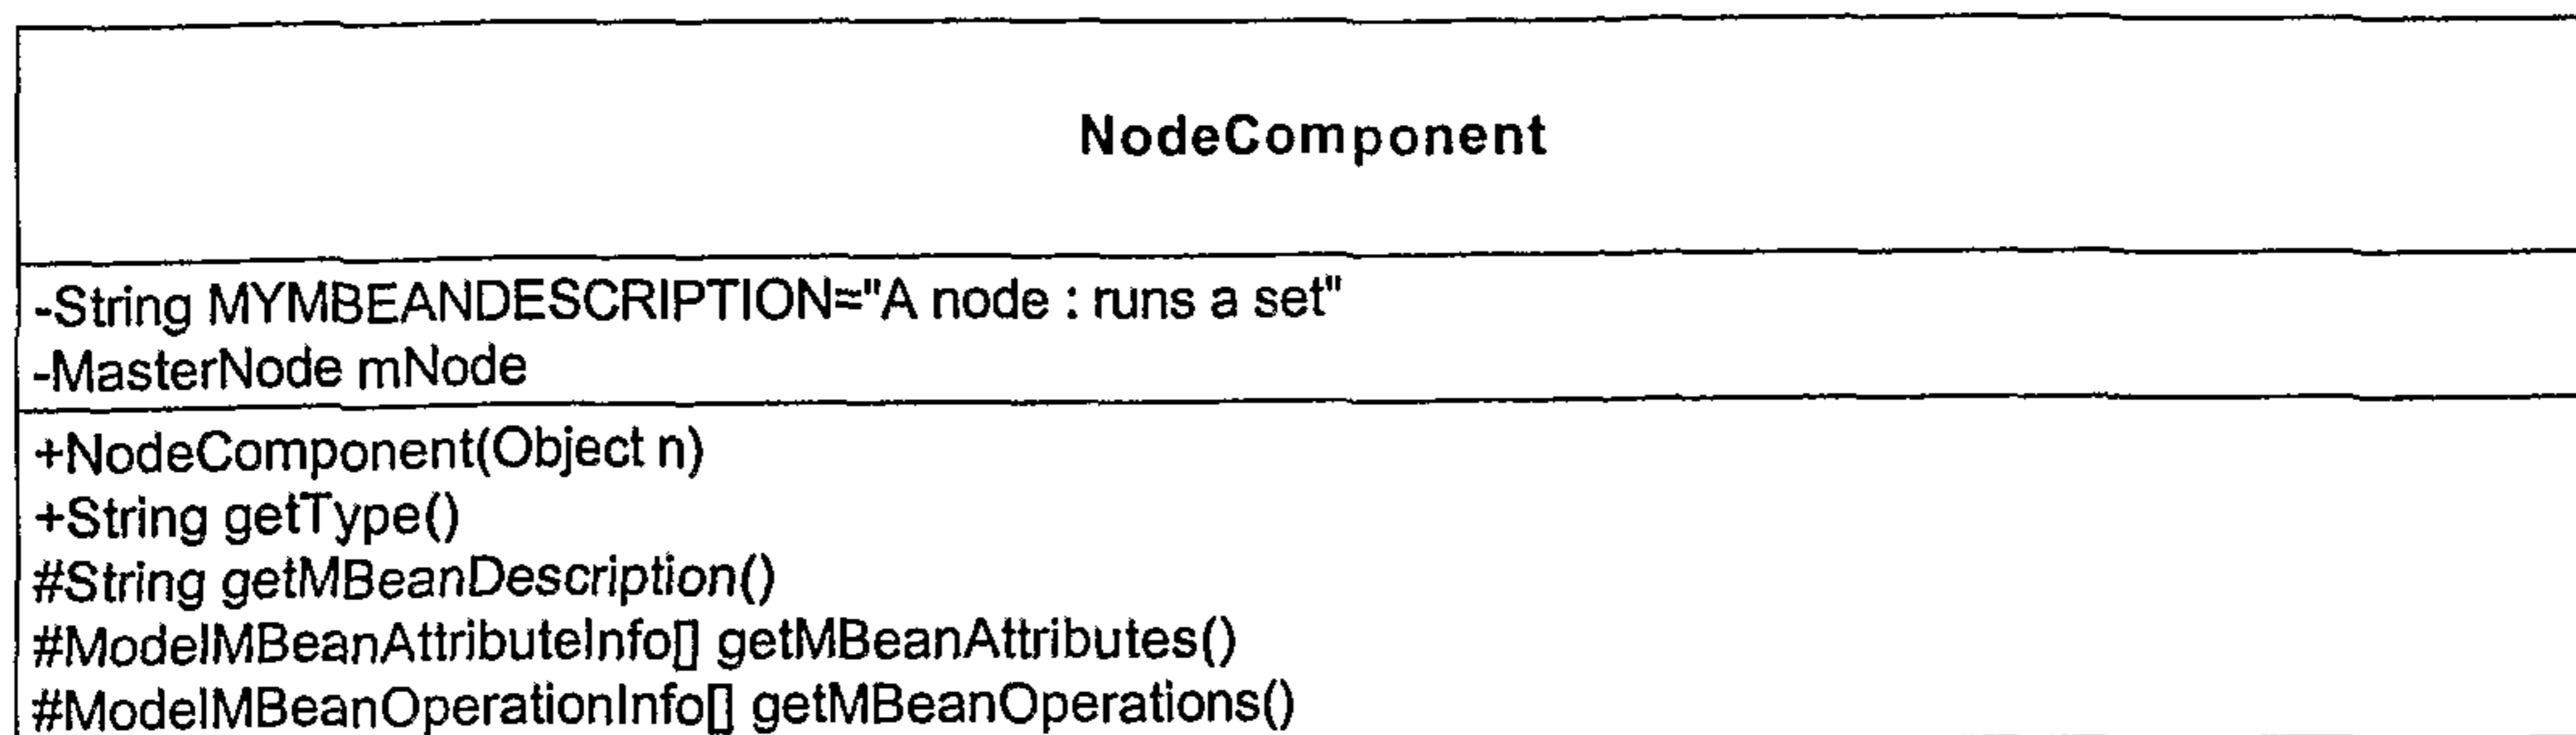 NodeComponent
-String MYMBEANDESCRIPTION="A node : runs a set"
-MasterNode mNode
+NodeComponent(Object n)
+String getType()
#String getMBeanDescription()
#ModelMBeanAttributeInfo[] getMBeanAttributes()
#ModelMBeanOperationInfo[] getMBeanOperations()